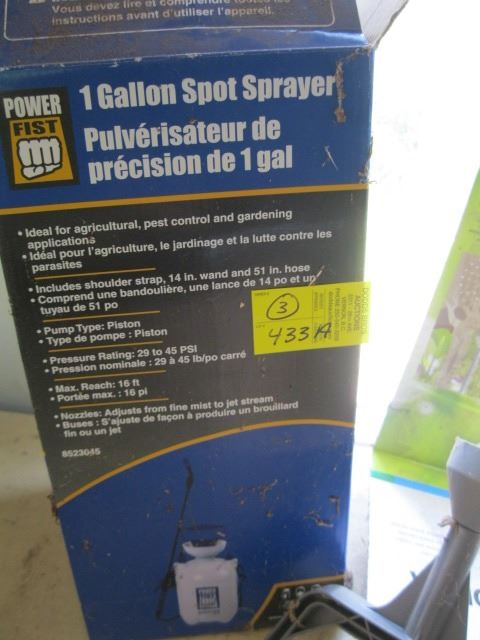 Vous devez lire et comprendre toutes les
instructions avant d'utiliser l'appareil.
POWER
FIST
1 Gallon Spot Sprayer
Pulvérisateur de
précision de 1 gal
• Ideal for agricultural, pest control and gardening
applications
• Idéal pour l'agriculture, le jardinage et la lutte contre les
parasites
• Includes shoulder strap, 14 in. wand and 51 in. hose
• Comprend une bandoulière, une lance de 14 po et un
tuyau de 51 po
• Pump Type: Piston
• Type de pompe : Piston
• Pressure Rating: 29 to 45 PSI
• Pression nominale : 29 à 45 lb/po carré
• Max. Reach: 16 ft
• Portée max. : 16 pi
• Nozzles: Adjusts from fine mist to jet stream
• Buses : S'ajuste de façon à produire un brouillard
fin ou un jet
8523045
3
433A
AUCTIONS
POWER
FIST